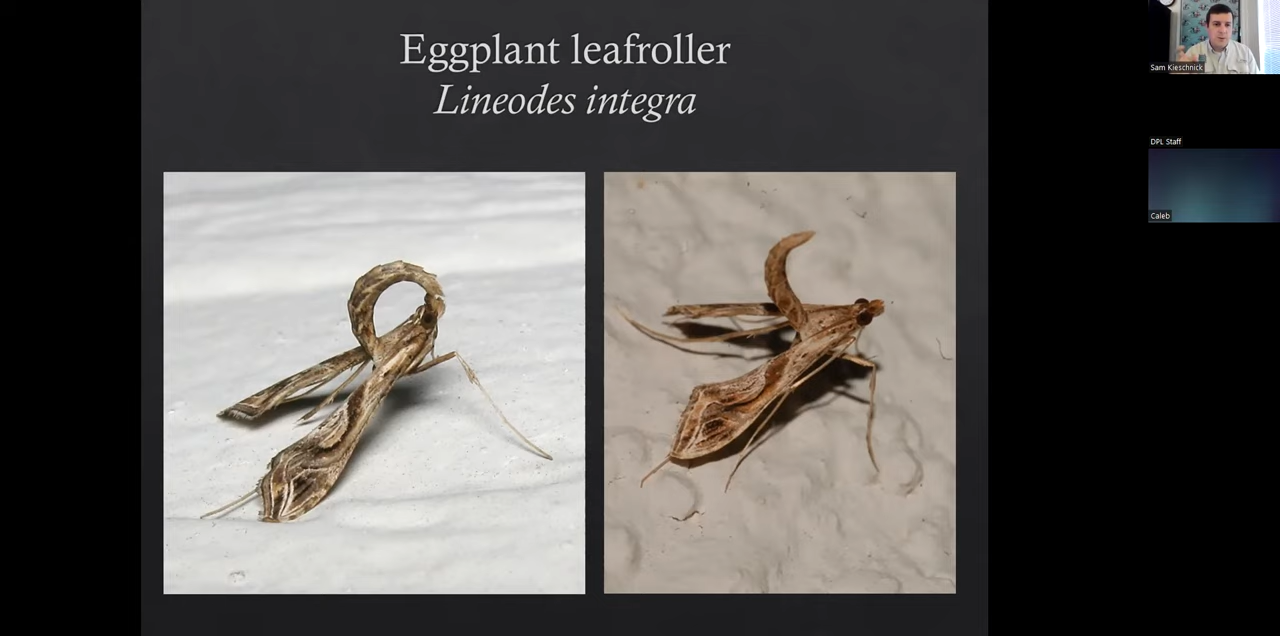 Eggplant leafroller
Lineodes integra
Sam Kieschnick
DPL Staff
Caleb